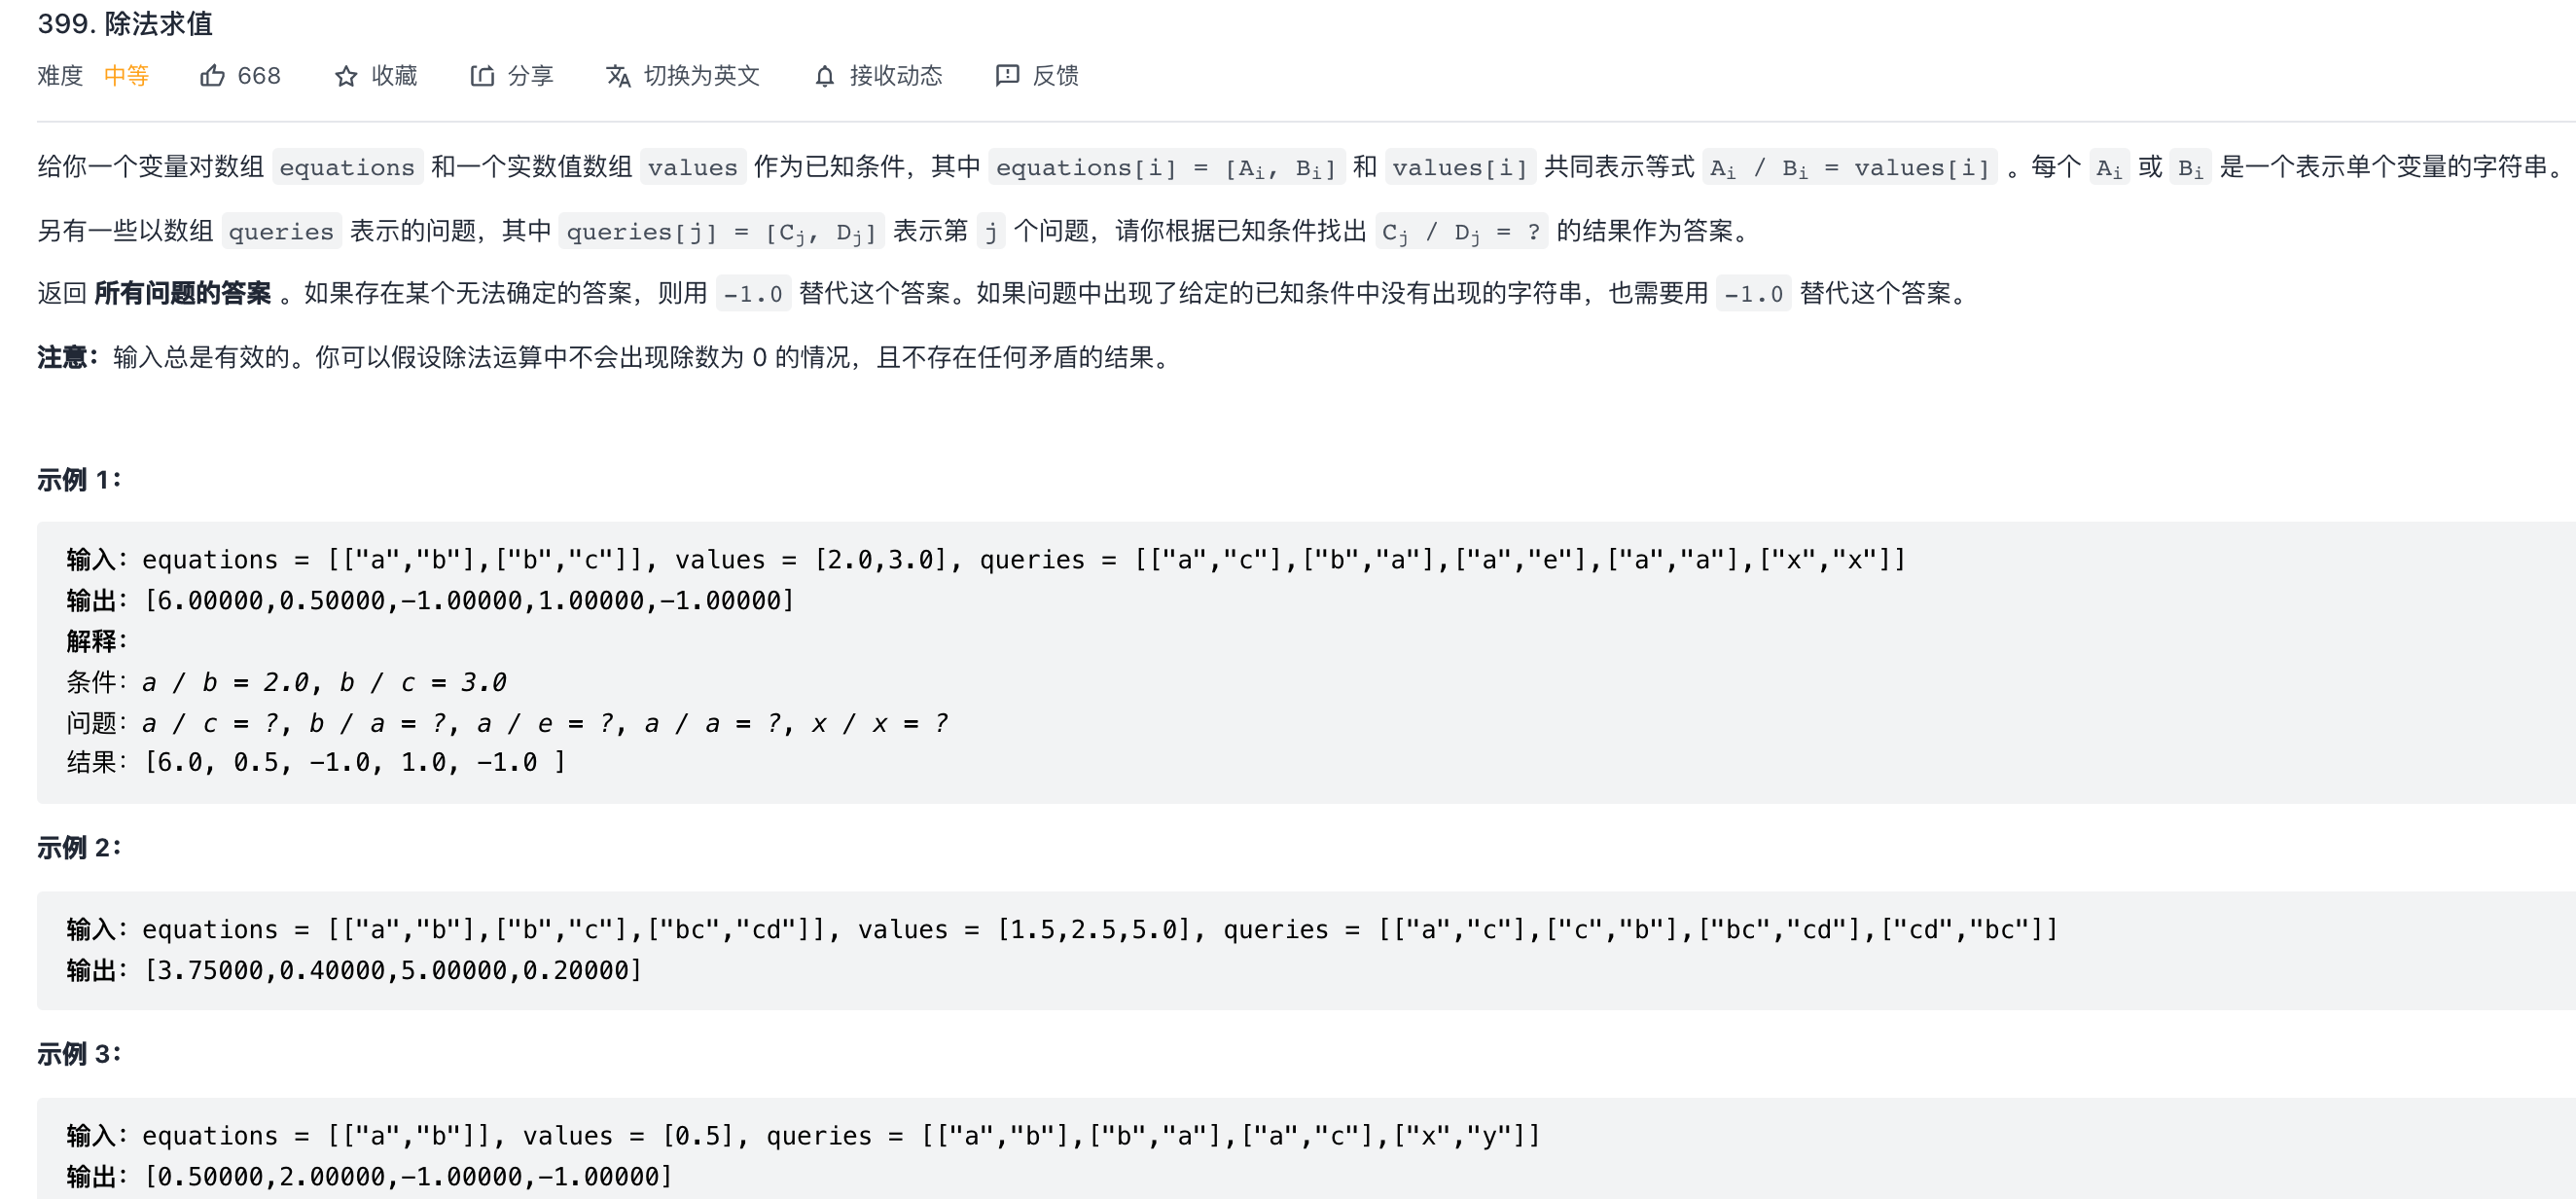 399. 除法求值
难度 中等 668 收藏 分享 切换为英文 接收动态 反馈
给你一个变量对数组 equations 和一个实数值数组 values 作为已知条件，其中 equations[i] = [Ai, Bi] 和 values[i] 共同表示等式 Ai / Bi = values[i] 。每个 Ai 或 Bi 是一个表示单个变量的字符串。
另有一些以数组 queries 表示的问题，其中 queries[j] = [Cj, Dj] 表示第 j 个问题，请你根据已知条件找出 Cj / Dj = ? 的结果作为答案。
返回 所有问题的答案 。如果存在某个无法确定的答案，则用 -1.0 替代这个答案。如果问题中出现了给定的已知条件中没有出现的字符串，也需要用 -1.0 替代这个答案。
注意：输入总是有效的。你可以假设除法运算中不会出现除数为 0 的情况，且不存在任何矛盾的结果。
示例 1：
输入：equations = [["a","b"],["b","c"]], values = [2.0,3.0], queries = [["a","c"],["b","a"],["a","e"],["a","a"],["x","x"]]
输出：[6.00000,0.50000,-1.00000,1.00000,-1.00000]
解释：
条件：a / b = 2.0, b / c = 3.0
问题：a / c = ?, b / a = ?, a / e = ?, a / a = ?, x / x = ?
结果：[6.0, 0.5, -1.0, 1.0, -1.0 ]
示例 2：
输入：equations = [["a","b"],["b","c"],["bc","cd"]], values = [1.5,2.5,5.0], queries = [["a","c"],["c","b"],["bc","cd"],["cd","bc"]]
输出：[3.75000,0.40000,5.00000,0.20000]
示例 3：
输入：equations = [["a","b"]], values = [0.5], queries = [["a","b"],["b","a"],["a","c"],["x","y"]]
输出：[0.50000,2.00000,-1.00000,-1.00000]